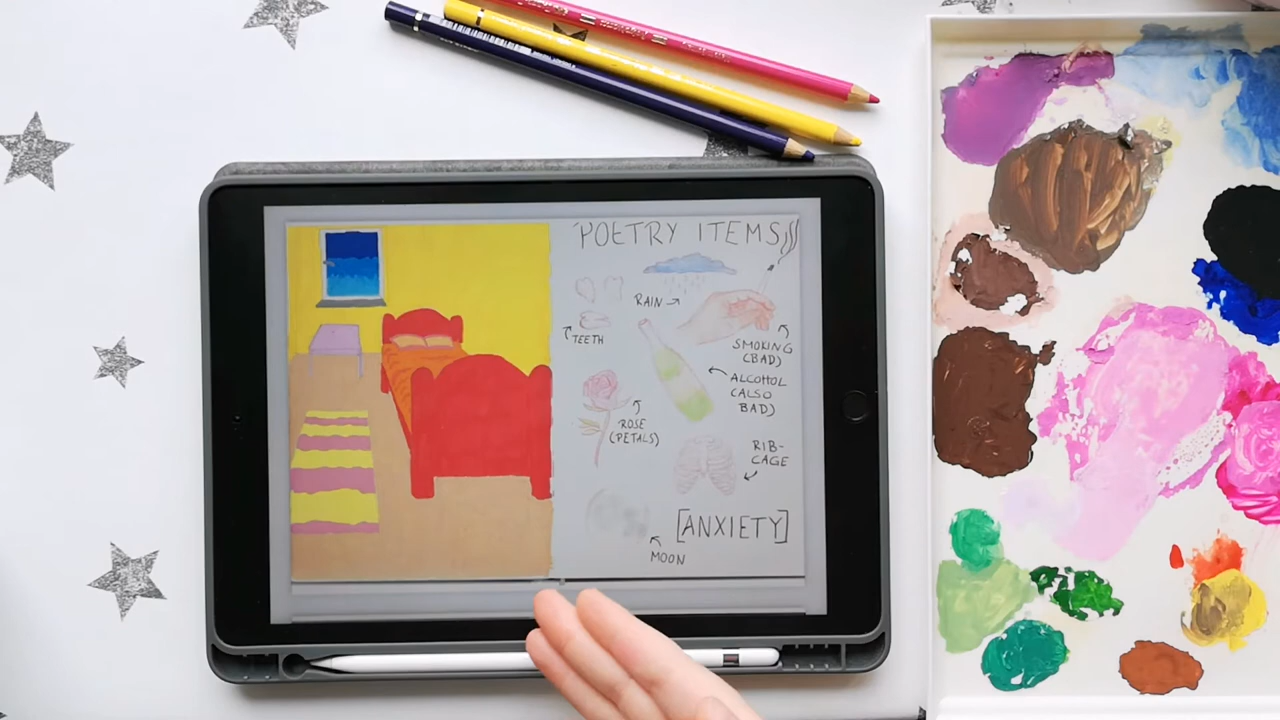 POETRY ITEMS
RAIN
TEETH
SMOKING
(BAD)
ALCOHOL
(ALSO
BAD)
ROSE
(PETALS)
RIB-
CAGE
[ANXIETY]
MOON